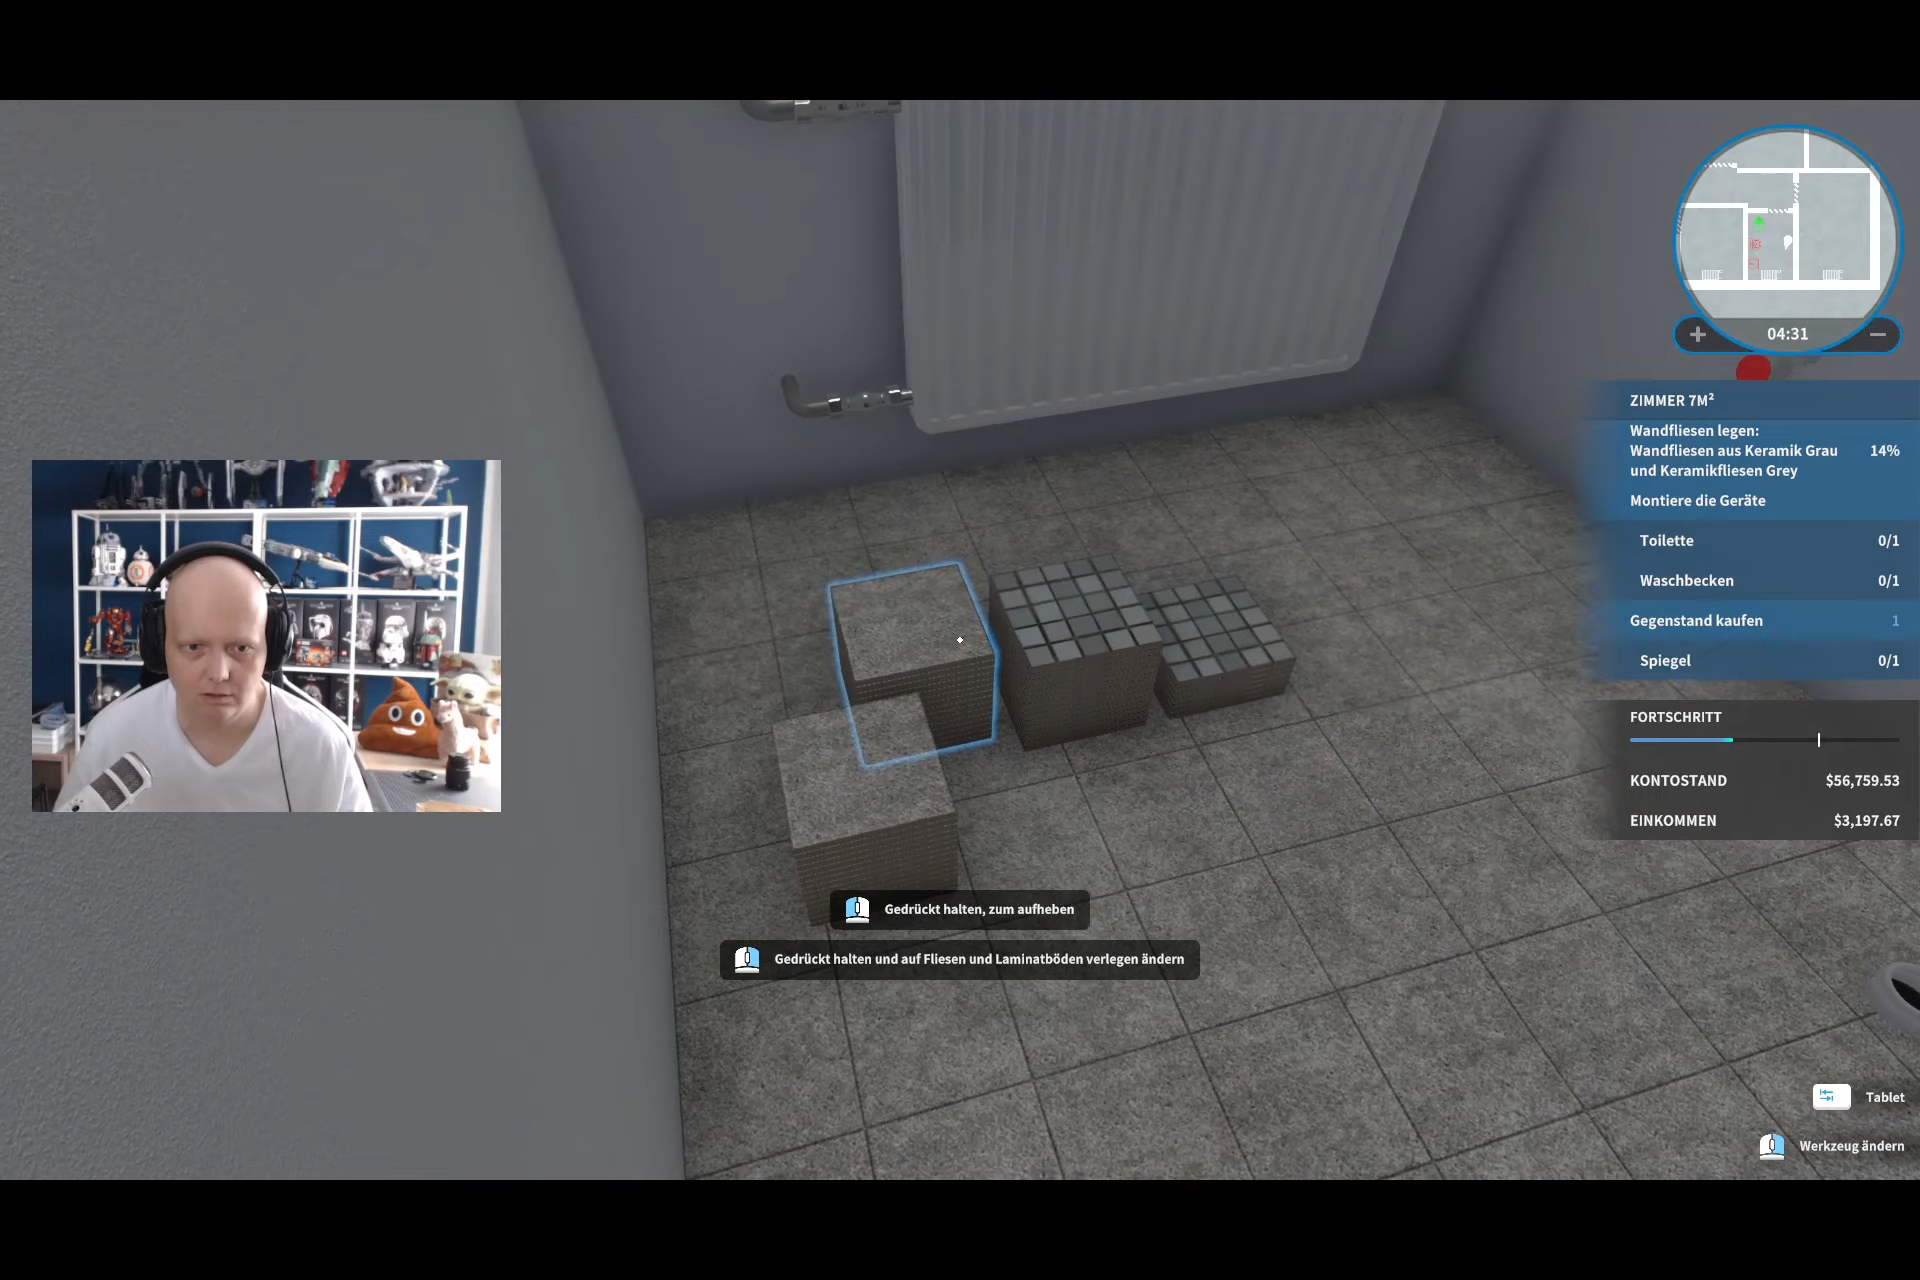 04:31
ZIMMER 7M²
Wandfliesen legen:
Wandfliesen aus Keramik Grau 14%
und Keramikfliesen Grey
Montiere die Geräte
Toilette 0/1
Waschbecken 0/1
Gegenstand kaufen 1
Spiegel 0/1
FORTSCHRITT
KONTOSTAND $56,759.53
EINKOMMEN $3,197.67
Gedrückt halten, zum aufheben
Gedrückt halten und auf Fliesen und Laminatböden verlegen ändern
Tablet
Werkzeug ändern